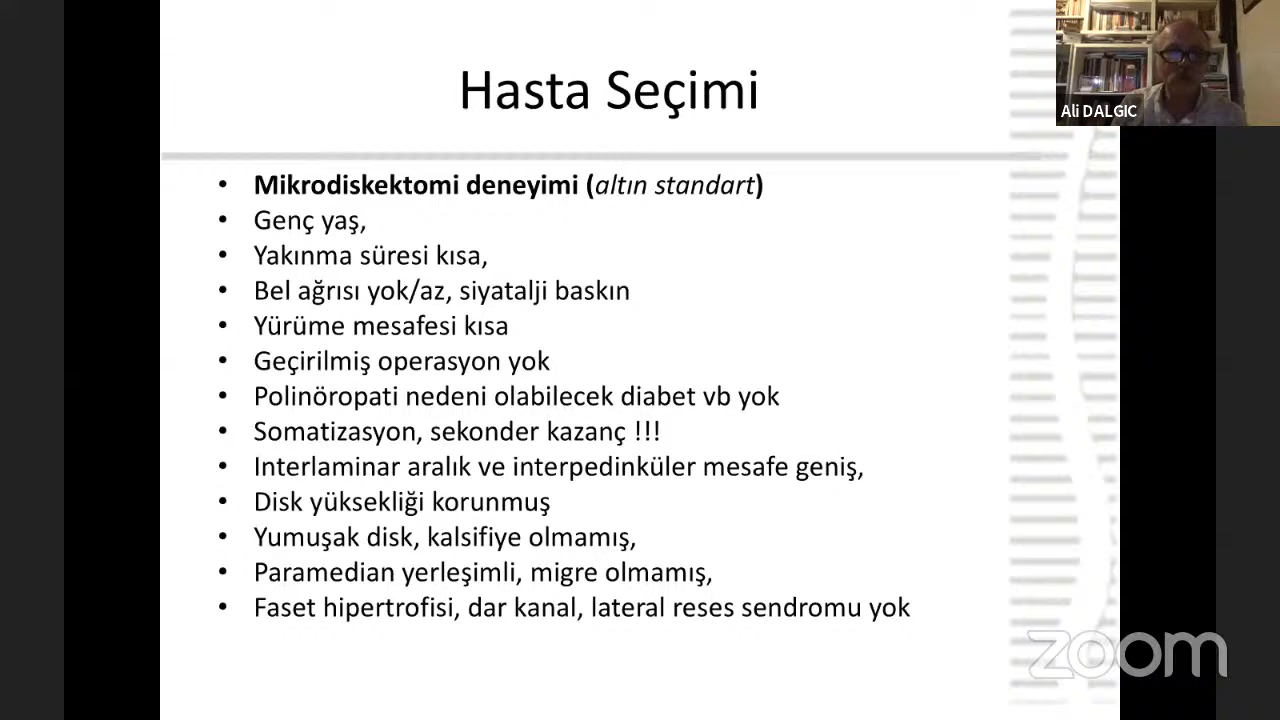 Hasta Seçimi
Ali DALGIC
• Mikrodiskektomi deneyimi (altın standart)
• Genç yaş,
• Yakınma süresi kısa,
• Bel ağrısı yok/az, siyatalji baskın
• Yürüme mesafesi kısa
• Geçirilmiş operasyon yok
• Polinöropati nedeni olabilecek diabet vb yok
• Somatizasyon, sekonder kazanç !!!
• Interlaminar aralık ve interpedinküler mesafe geniş,
• Disk yüksekliği korunmuş
• Yumuşak disk, kalsifiye olmamış,
• Paramedian yerleşimli, migre olmamış,
• Faset hipertrofisi, dar kanal, lateral reses sendromu yok
zoom